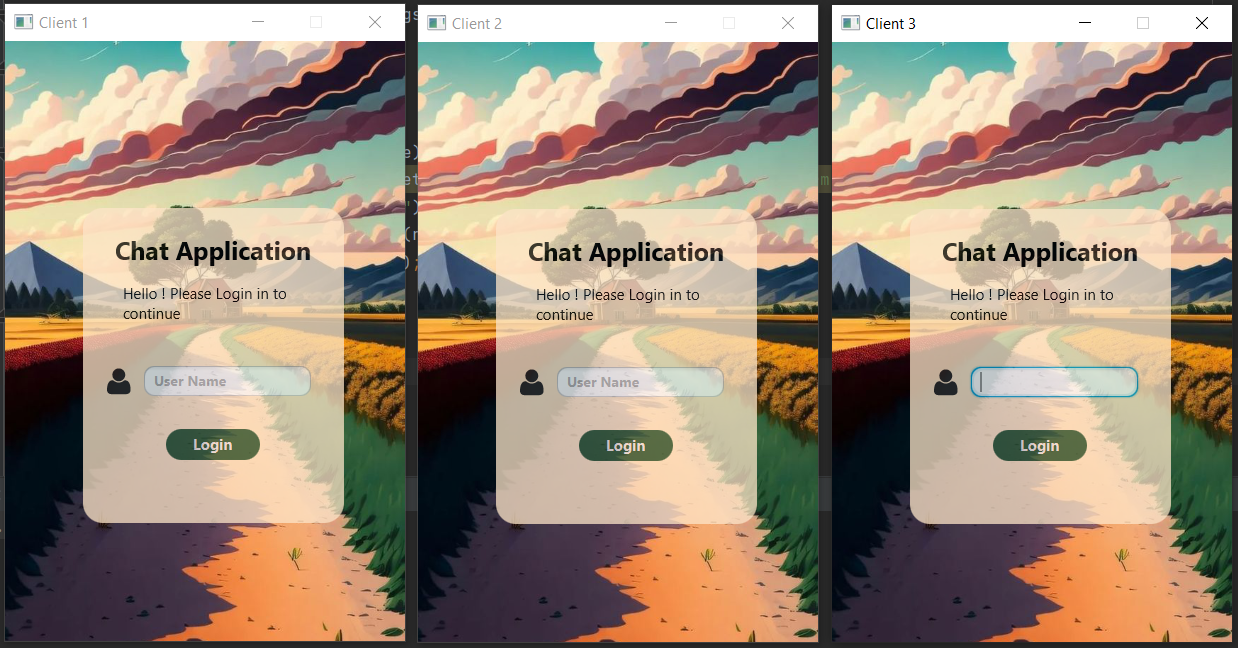 Client 1
Chat Application
Hello ! Please Login in to
continue
User Name
Login
Client 2
Chat Application
Hello ! Please Login in to
continue
User Name
Login
Client 3
Chat Application
Hello ! Please Login in to
continue
Login